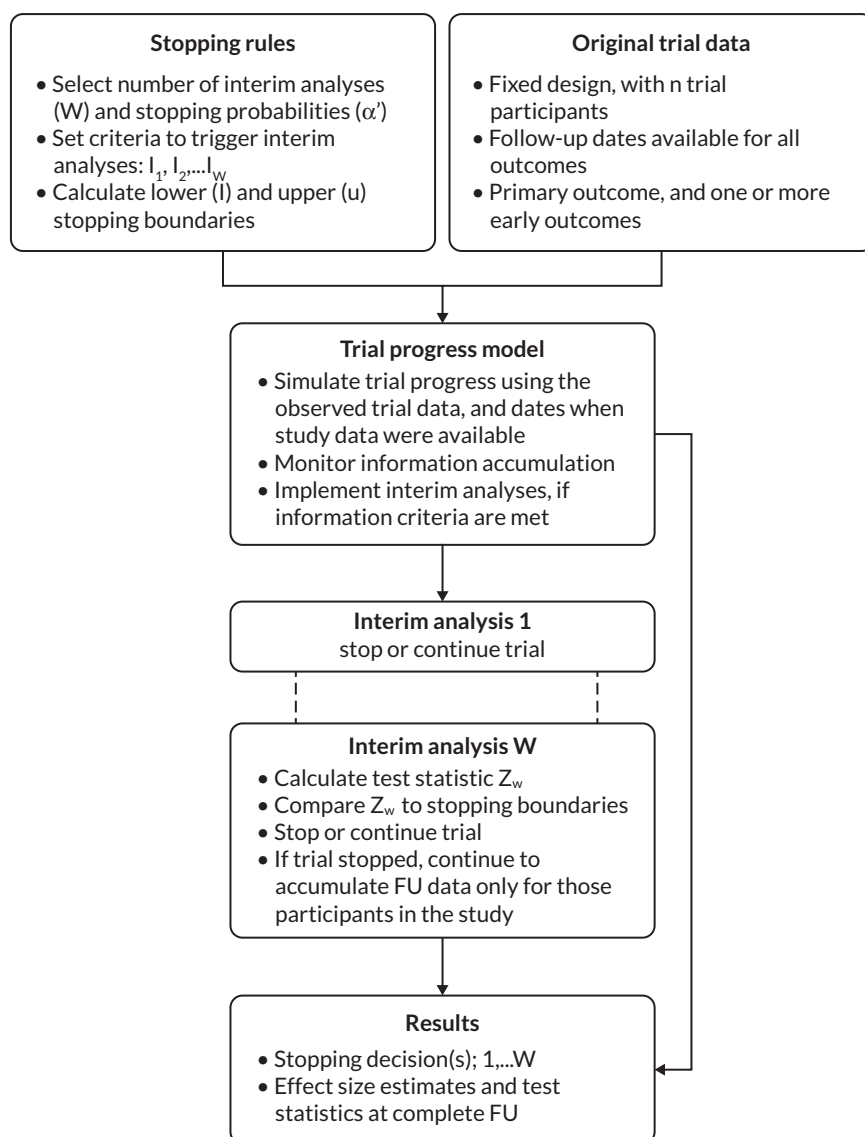 Stopping rules
• Select number of interim analyses
(W) and stopping probabilities (α’)
• Set criteria to trigger interim
analyses: I₁, I₂,...I_W
• Calculate lower (l) and upper (u)
stopping boundaries
Original trial data
• Fixed design, with n trial
participants
• Follow-up dates available for all
outcomes
• Primary outcome, and one or more
early outcomes
Trial progress model
• Simulate trial progress using the
observed trial data, and dates when
study data were available
• Monitor information accumulation
• Implement interim analyses, if
information criteria are met
Interim analysis 1
stop or continue trial
Interim analysis W
• Calculate test statistic Z_w
• Compare Z_w to stopping boundaries
• Stop or continue trial
• If trial stopped, continue to
accumulate FU data only for those
participants in the study
Results
• Stopping decision(s); 1,...W
• Effect size estimates and test
statistics at complete FU